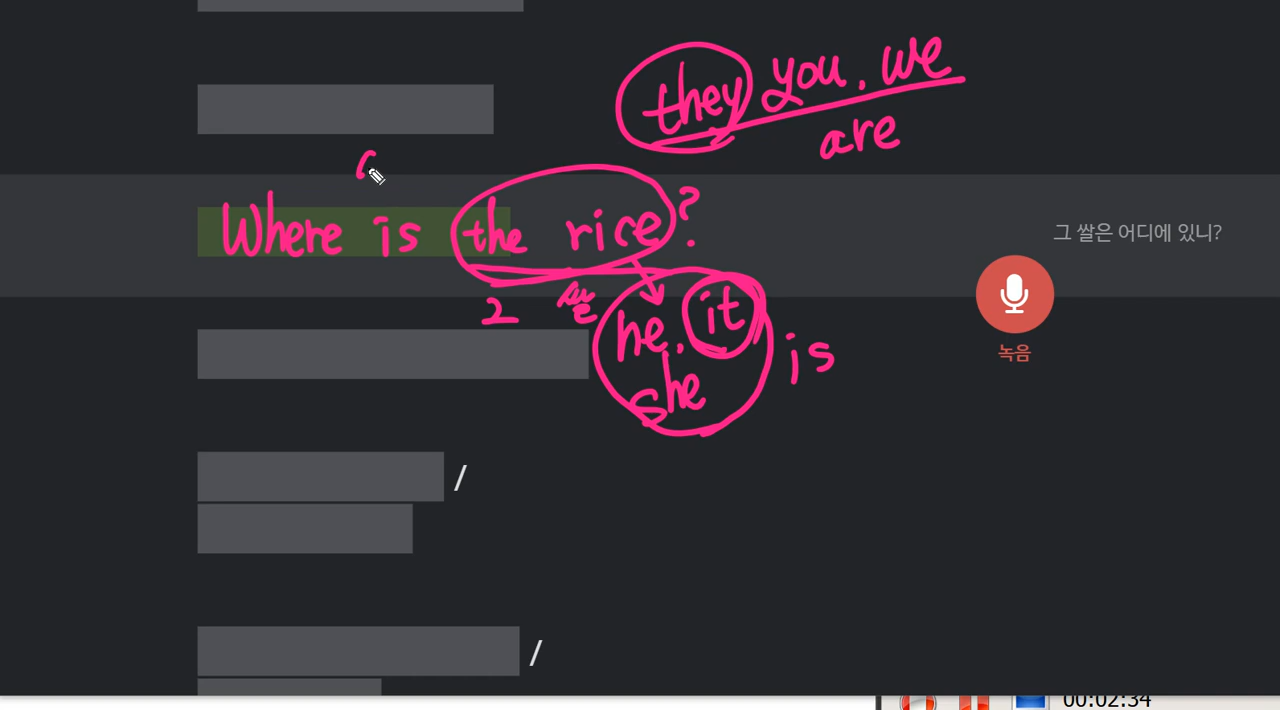 they you, we
are
Where is the rice?
그 쌀은 어디에 있니?
그 쌀
he, it
she
is
녹음
/
/
00:02:34